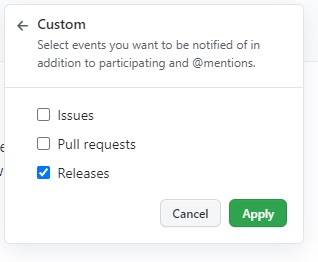 Custom
Select events you want to be notified of in
addition to participating and @mentions.
Issues
Pull requests
Releases
Cancel
Apply